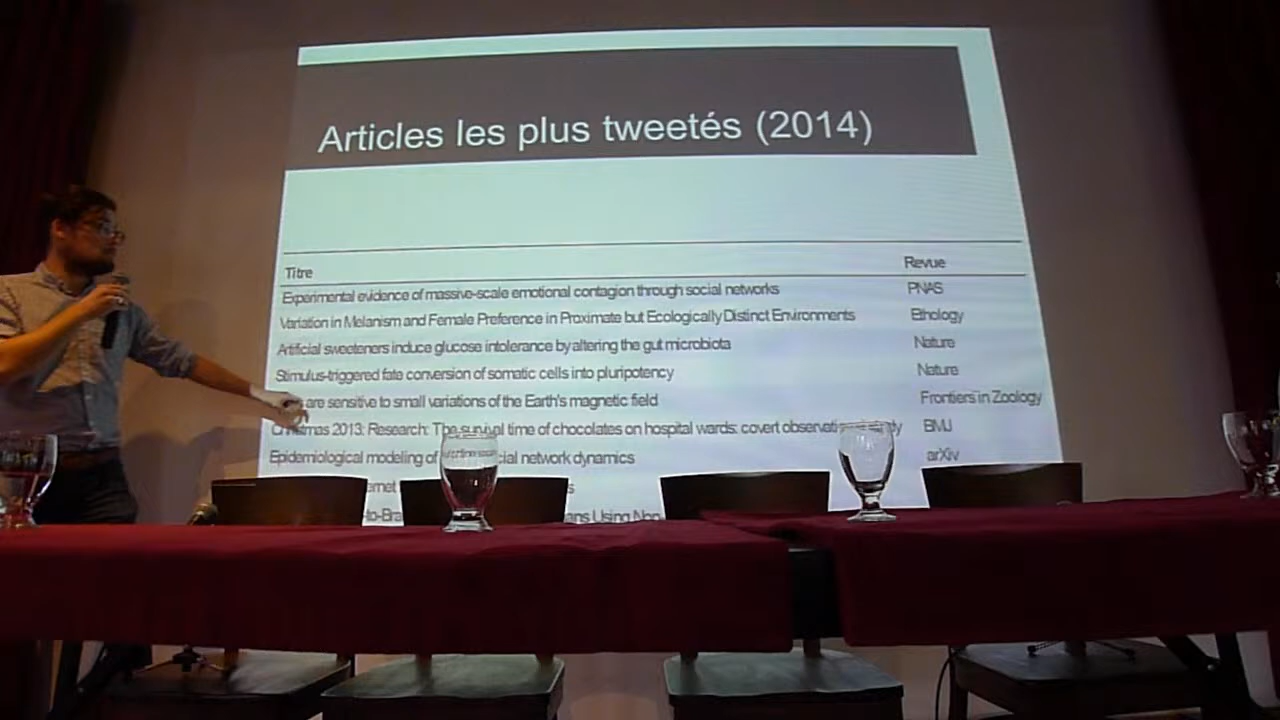 Articles les plus tweetés (2014)
Titre Revue
Experimental evidence of massive-scale emotional contagion through social networks PNAS
Variation in Melanism and Female Preference in Proximate but Ecologically Distinct Environments Ethology
Artificial sweeteners induce glucose intolerance by altering the gut microbiota Nature
Stimulus-triggered fate conversion of somatic cells into pluripotency Nature
are sensitive to small variations of the Earth's magnetic field Frontiers in Zoology
Christmas 2013: Research: The survival time of chocolates on hospital wards: covert BMJ
Epidemiological modeling of network dynamics arXiv
Using